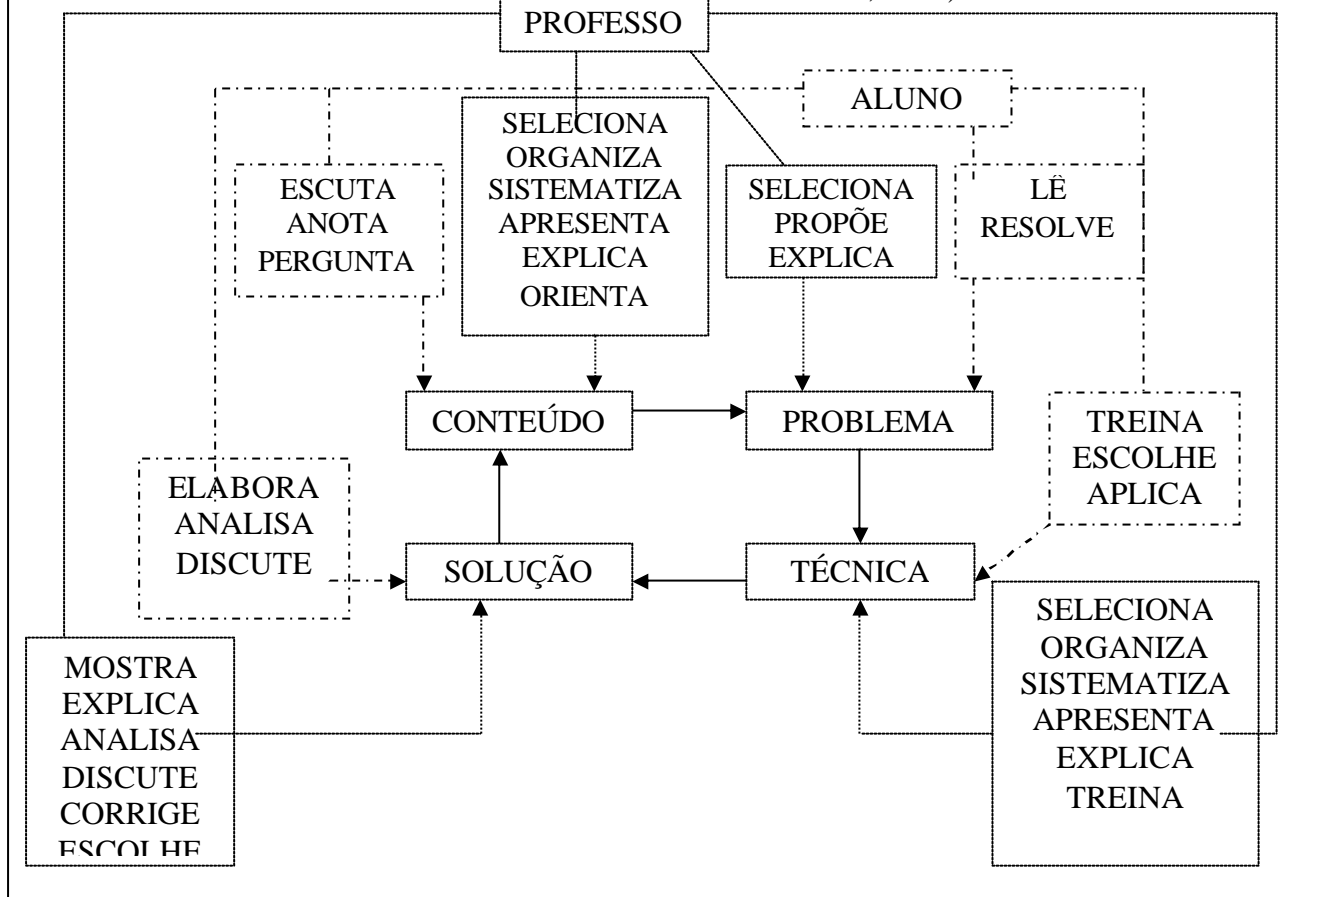 PROFESSO
ALUNO
ESCUTA
ANOTA
PERGUNTA
SELECIONA
ORGANIZA
SISTEMATIZA
APRESENTA
EXPLICA
ORIENTA
SELECIONA
PROPÕE
EXPLICA
LÊ
RESOLVE
CONTEÚDO
PROBLEMA
TREINA
ESCOLHE
APLICA
ELABORA
ANALISA
DISCUTE
SOLUÇÃO
TÉCNICA
MOSTRA
EXPLICA
ANALISA
DISCUTE
CORRIGE
ESCOLHE
SELECIONA
ORGANIZA
SISTEMATIZA
APRESENTA
EXPLICA
TREINA